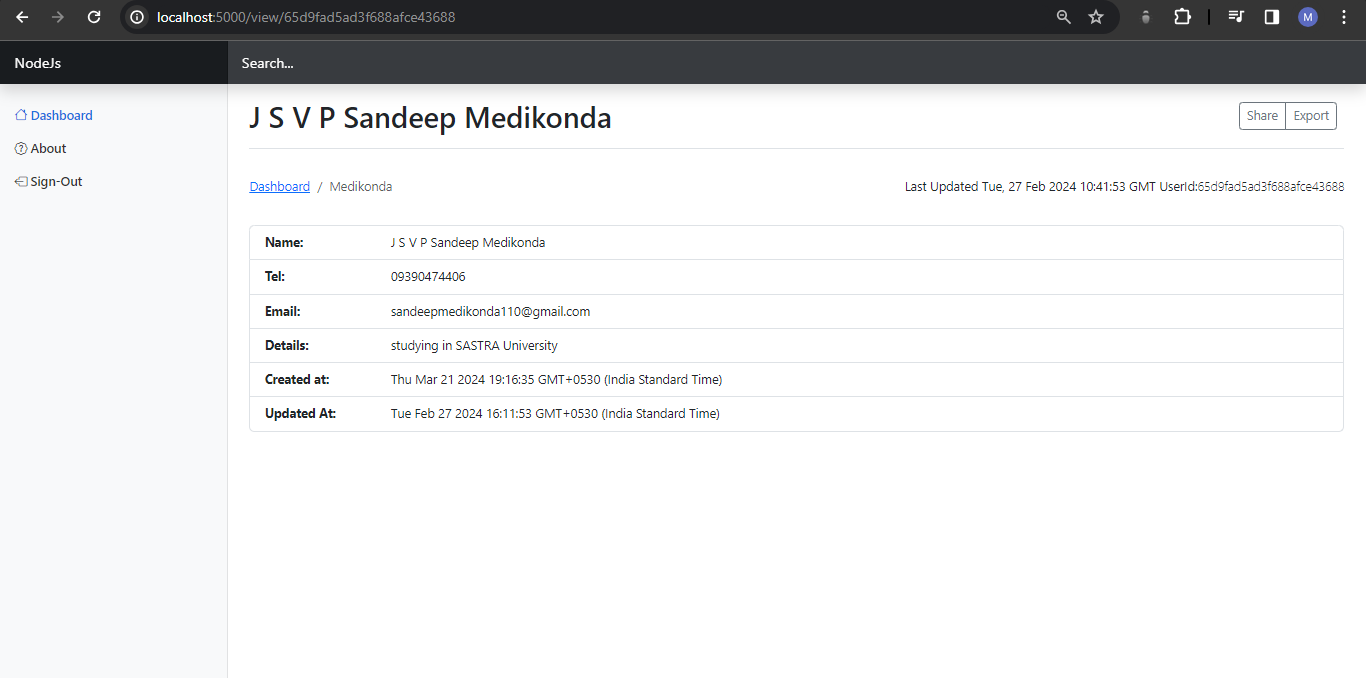 localhost:5000/view/65d9fad5ad3f688afce43688
M
NodeJs
Search...
Dashboard
About
Sign-Out
J S V P Sandeep Medikonda
Share Export
Dashboard / Medikonda
Last Updated Tue, 27 Feb 2024 10:41:53 GMT UserId:65d9fad5ad3f688afce43688
Name: J S V P Sandeep Medikonda
Tel: 09390474406
Email: sandeepmedikonda110@gmail.com
Details: studying in SASTRA University
Created at: Thu Mar 21 2024 19:16:35 GMT+0530 (India Standard Time)
Updated At: Tue Feb 27 2024 16:11:53 GMT+0530 (India Standard Time)